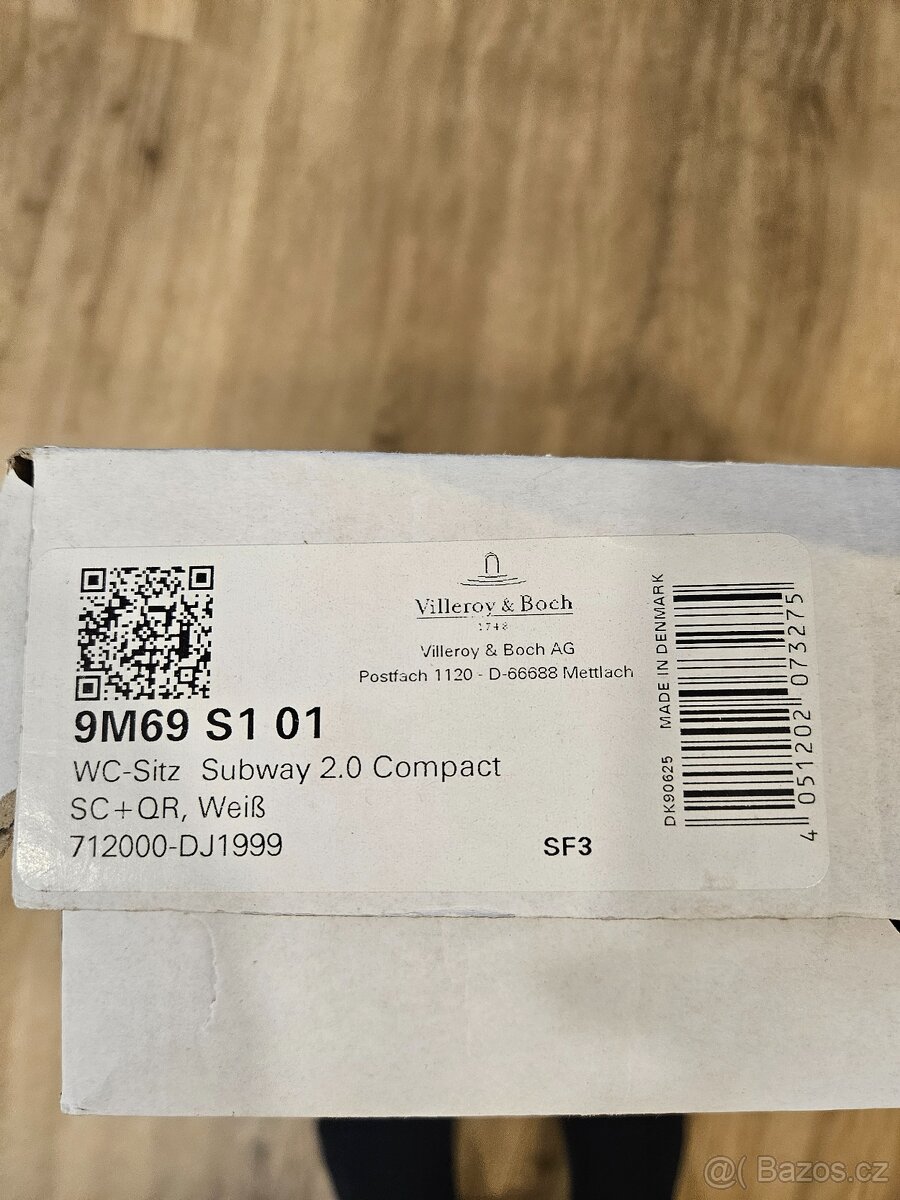 Villeroy & Boch
1748
Villeroy & Boch AG
Postfach 1120 - D-66688 Mettlach
9M69 S1 01
WC-Sitz Subway 2.0 Compact
SC+QR, Weiß
712000-DJ1999
SF3
DK90625 MADE IN DENMARK
4 051202 073275
@( Bazos.cz